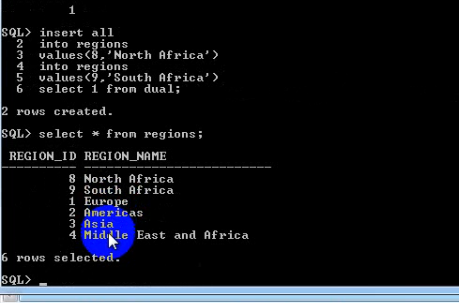 1
SQL> insert all
2 into regions
3 values(8,'North Africa')
4 into regions
5 values(9,'South Africa')
6 select 1 from dual;
2 rows created.
SQL> select * from regions;
REGION_ID REGION_NAME
---------- -------------------------
8 North Africa
9 South Africa
1 Europe
2 Americas
3 Asia
4 Middle East and Africa
6 rows selected.
SQL> _